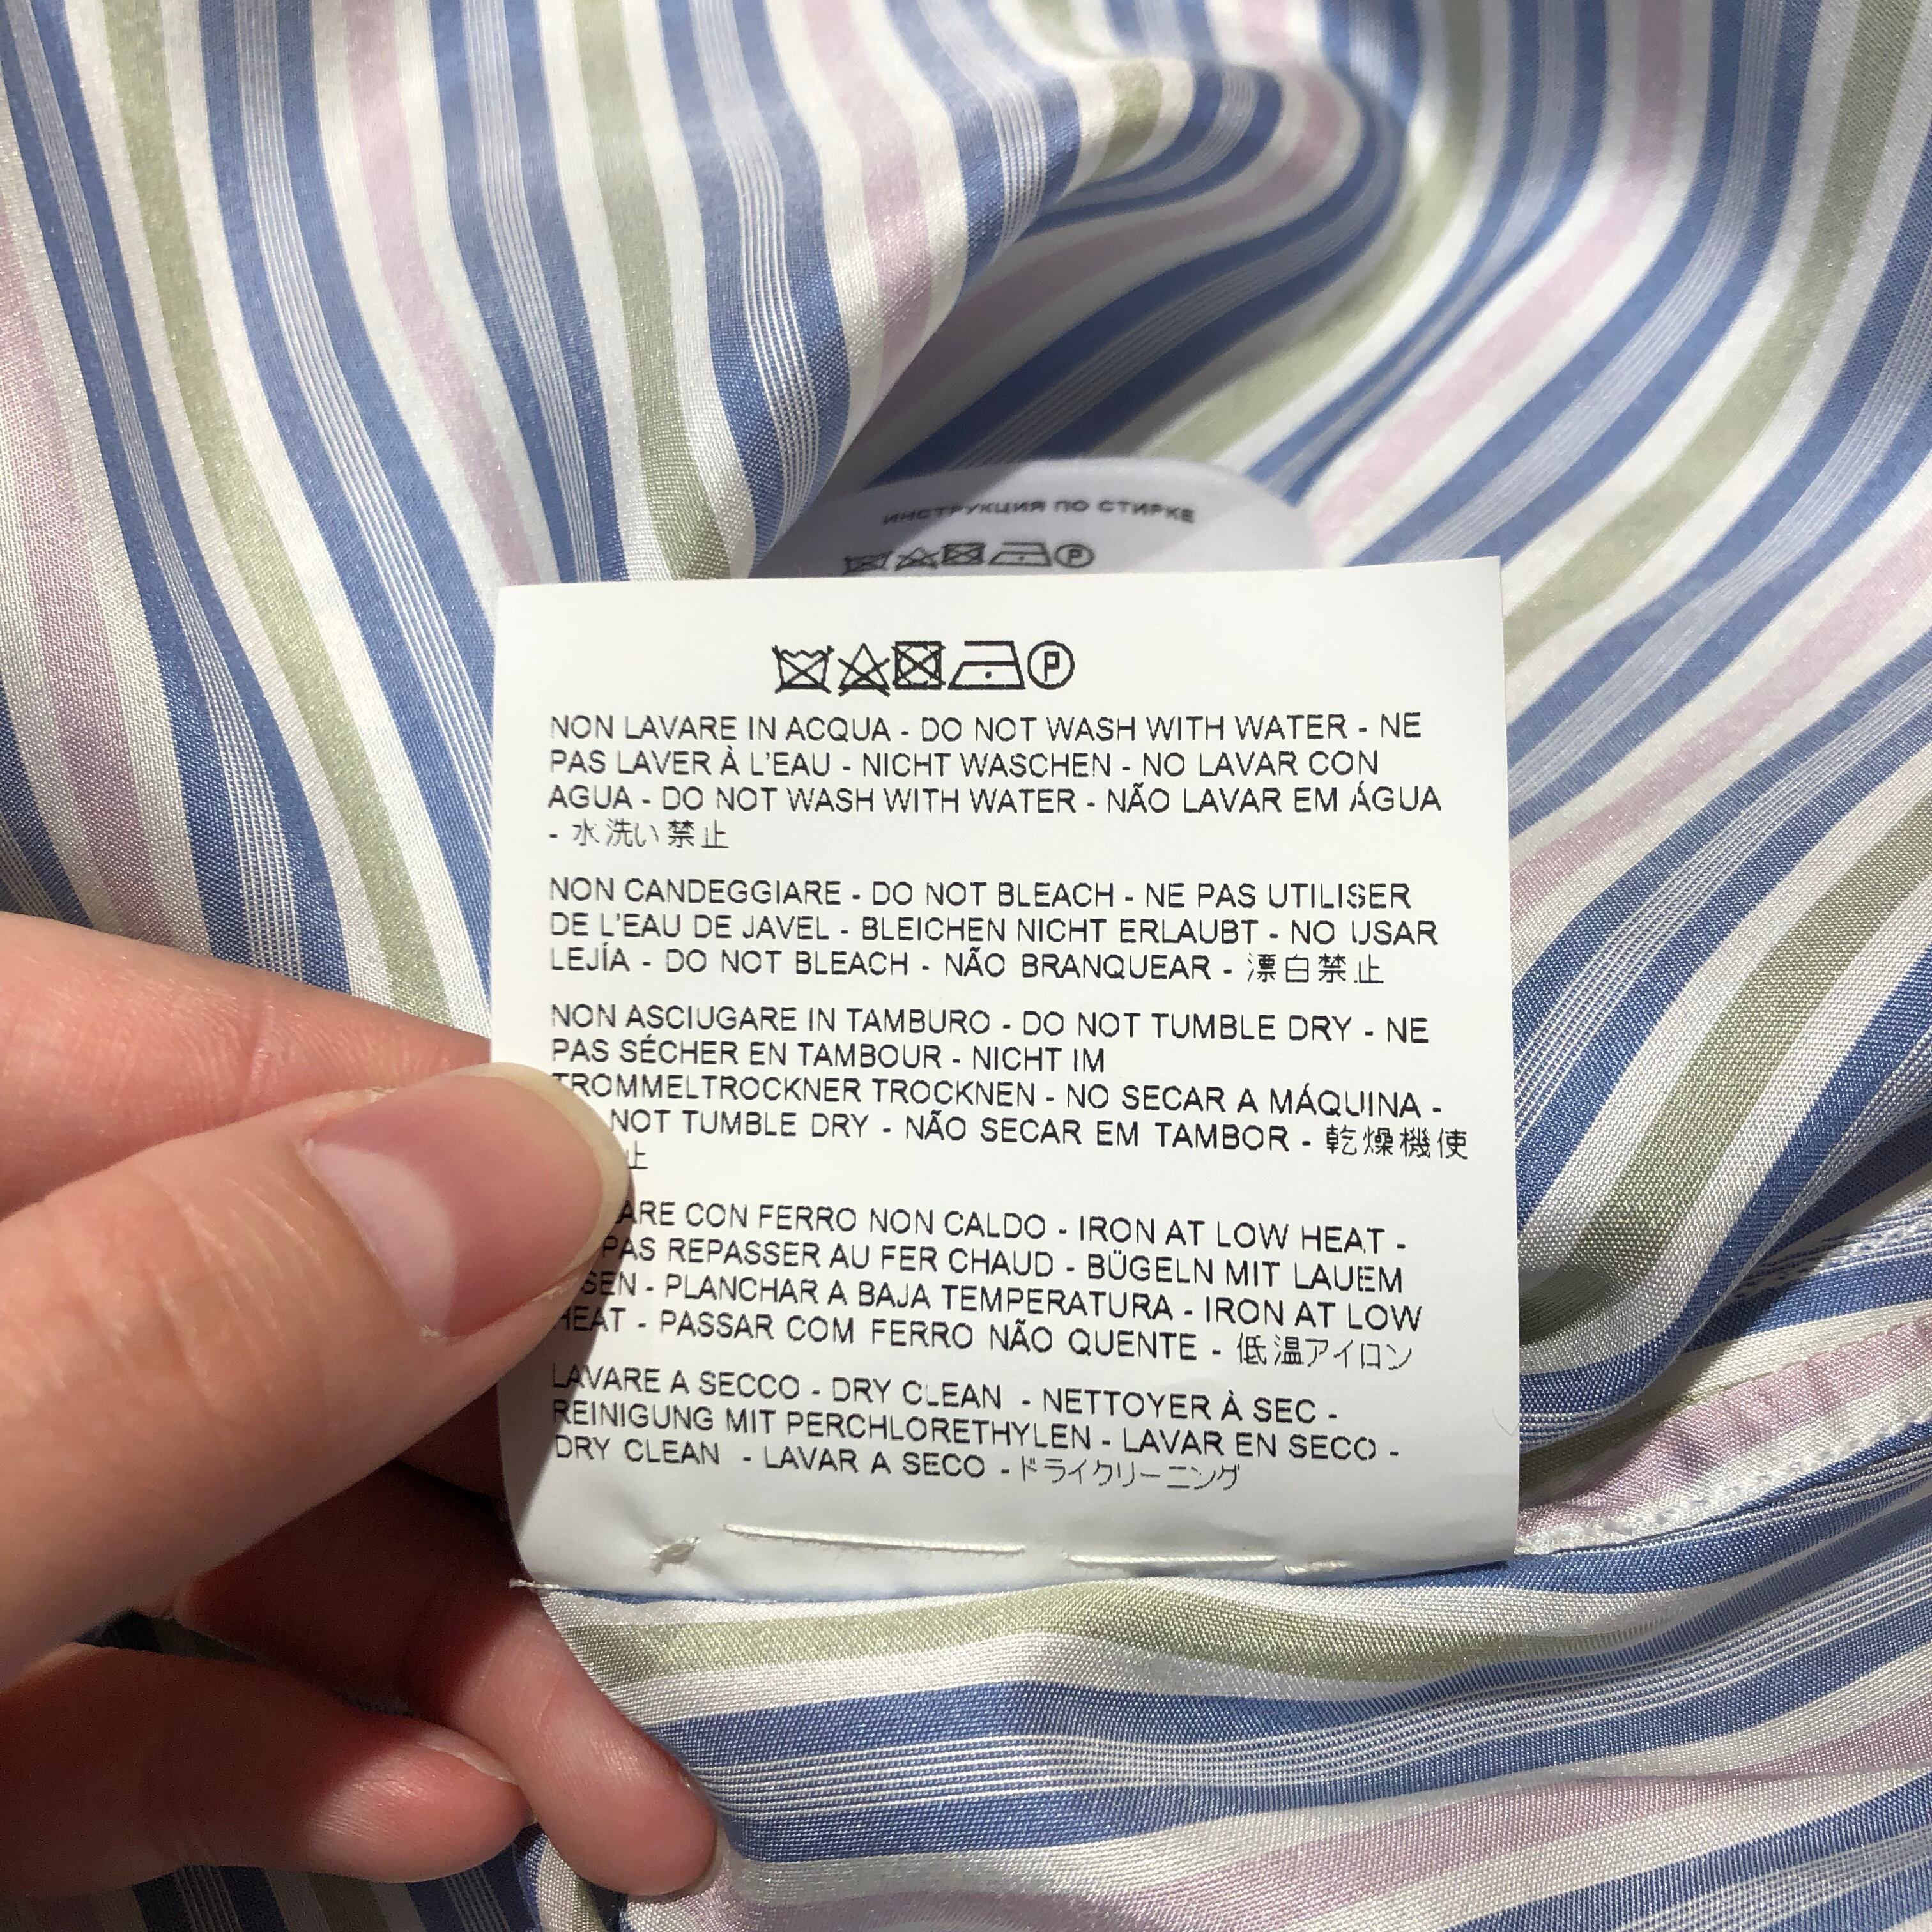 ИНСТРУКЦИЯ ПО СТИРКЕ
P
P
NON LAVARE IN ACQUA - DO NOT WASH WITH WATER - NE
PAS LAVER À L'EAU - NICHT WASCHEN - NO LAVAR CON
AGUA - DO NOT WASH WITH WATER - NÃO LAVAR EM ÁGUA
- 水洗い禁止
NON CANDEGGIARE - DO NOT BLEACH - NE PAS UTILISER
DE L'EAU DE JAVEL - BLEICHEN NICHT ERLAUBT - NO USAR
LEJÍA - DO NOT BLEACH - NÃO BRANQUEAR - 漂白禁止
NON ASCIUGARE IN TAMBURO - DO NOT TUMBLE DRY - NE
PAS SÉCHER EN TAMBOUR - NICHT IM
TROMMELTROCKNER TROCKNEN - NO SECAR A MÁQUINA -
NOT TUMBLE DRY - NÃO SECAR EM TAMBOR - 乾燥機使
止
CON FERRO NON CALDO - IRON AT LOW HEAT -
PAS REPASSER AU FER CHAUD - BÜGELN MIT LAUEM
- PLANCHAR A BAJA TEMPERATURA - IRON AT LOW
HEAT - PASSAR COM FERRO NÃO QUENTE - 低温アイロン
LAVARE A SECCO - DRY CLEAN - NETTOYER À SEC -
REINIGUNG MIT PERCHLORETHYLEN - LAVAR EN SECO -
DRY CLEAN - LAVAR A SECO - ドライクリーニング